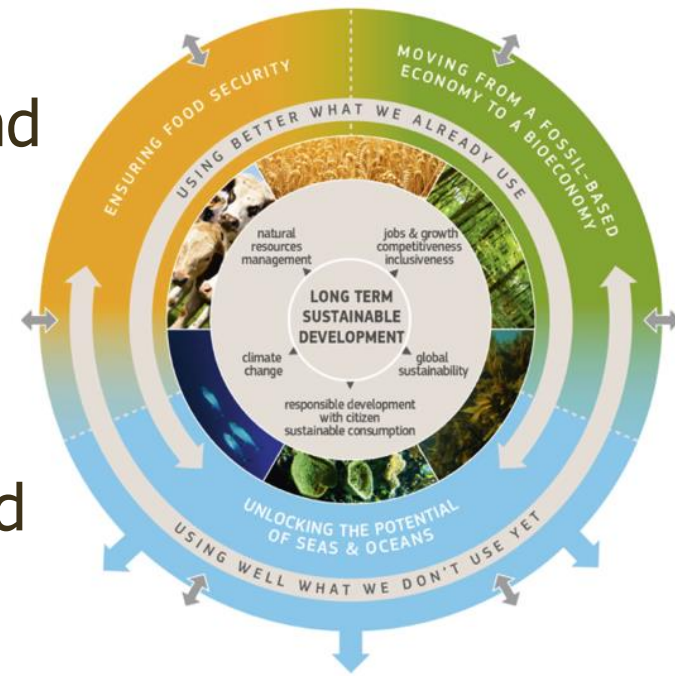 nd
d
ENSURING FOOD SECURITY
MOVING FROM A FOSSIL-BASED
ECONOMY TO A BIOECONOMY
USING BETTER WHAT WE ALREADY USE
natural
resources
management
jobs & growth
competitiveness
inclusiveness
LONG TERM
SUSTAINABLE
DEVELOPMENT
climate
change
global
sustainability
responsible development
with citizen
sustainable consumption
UNLOCKING THE POTENTIAL
OF SEAS & OCEANS
USING WELL WHAT WE DON'T USE YET